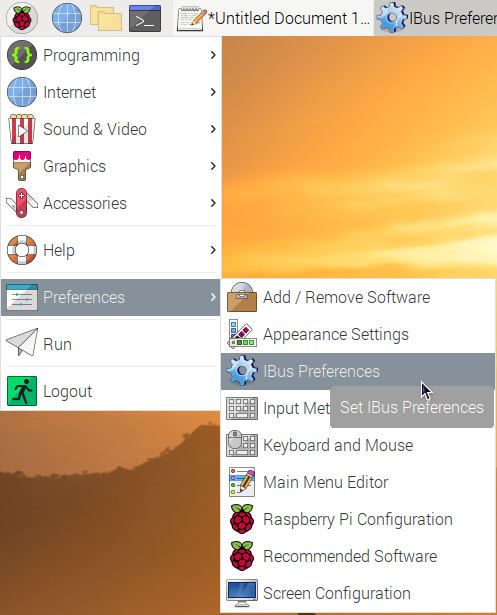 *Untitled Document 1...
IBus Prefere
Programming
Internet
Sound & Video
Graphics
Accessories
Help
Preferences
Run
Logout
Add / Remove Software
Appearance Settings
IBus Preferences
Input Met
Set IBus Preferences
Keyboard and Mouse
Main Menu Editor
Raspberry Pi Configuration
Recommended Software
Screen Configuration